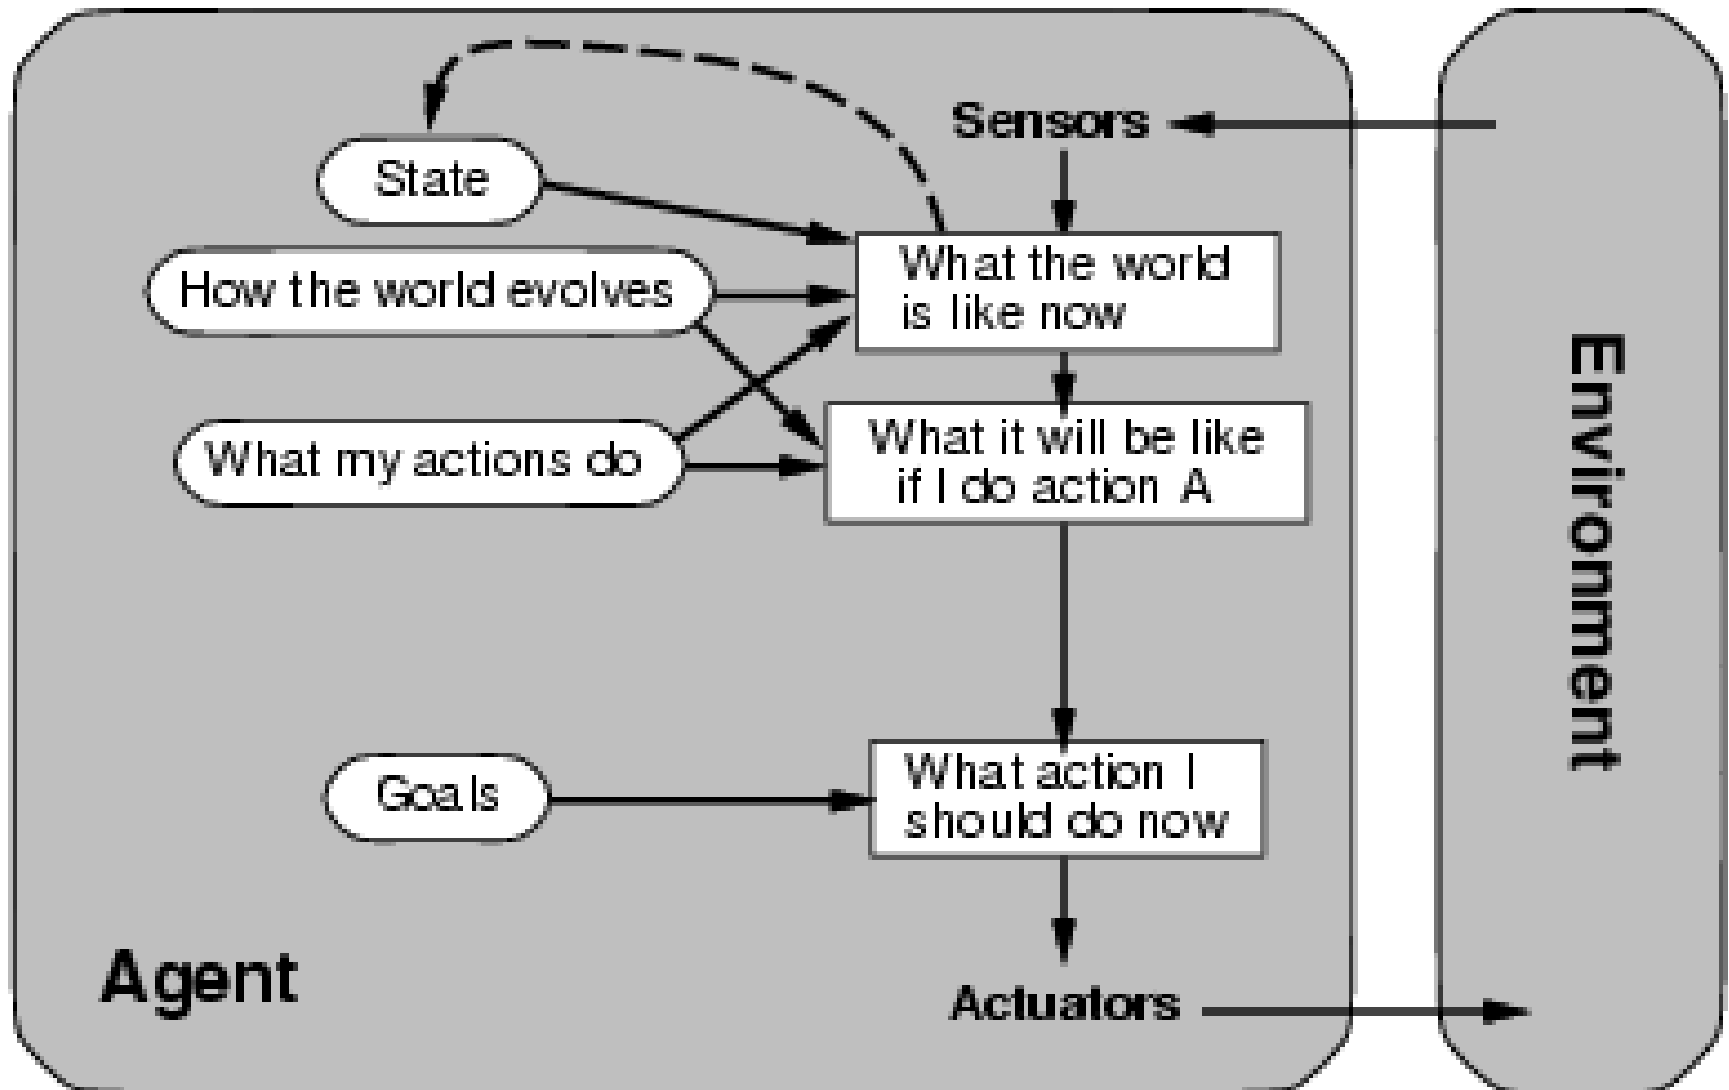 Sensors
State
What the world
is like now
How the world evolves
What it will be like
if I do action A
What my actions do
Environment
What action I
should do now
Goals
Agent
Actuators